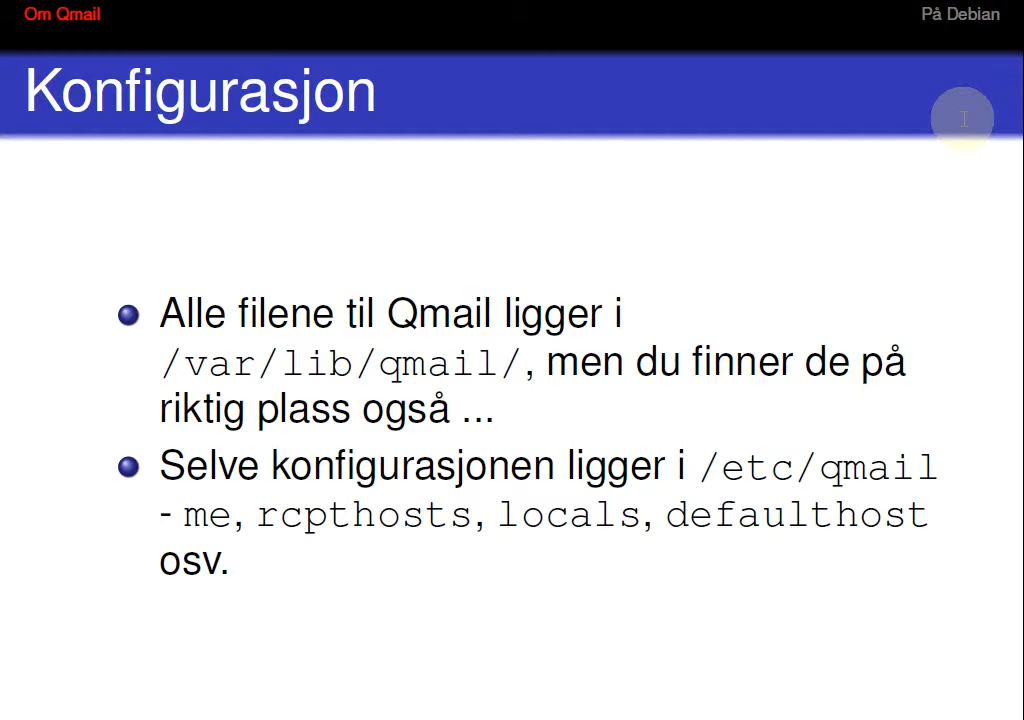 Om Qmail
På Debian
Konfigurasjon
Alle filene til Qmail ligger i
/var/lib/qmail/, men du finner de på
riktig plass også ...
Selve konfigurasjonen ligger i /etc/qmail
- me, rcpthosts, locals, defaulthost
osv.